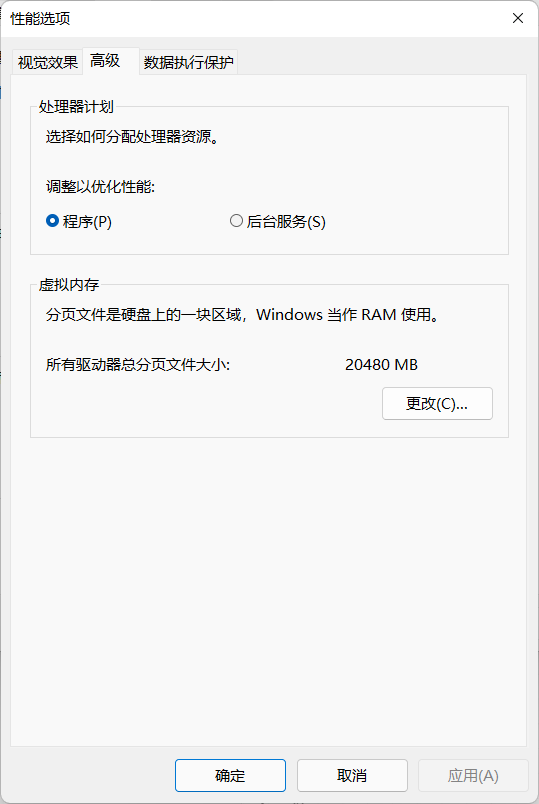 性能选项
视觉效果 高级 数据执行保护
处理器计划
选择如何分配处理器资源。
调整以优化性能:
程序(P) 后台服务(S)
虚拟内存
分页文件是硬盘上的一块区域，Windows 当作 RAM 使用。
所有驱动器总分页文件大小: 20480 MB
更改(C)...
确定 取消 应用(A)